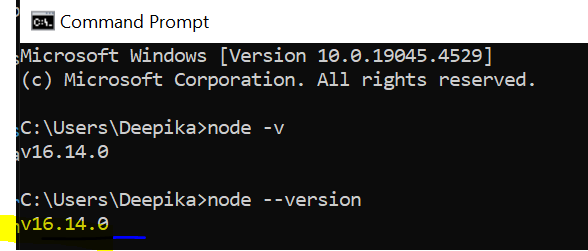 Command Prompt
Microsoft Windows [Version 10.0.19045.4529]
(c) Microsoft Corporation. All rights reserved.
C:\Users\Deepika>node -v
v16.14.0
C:\Users\Deepika>node --version
v16.14.0